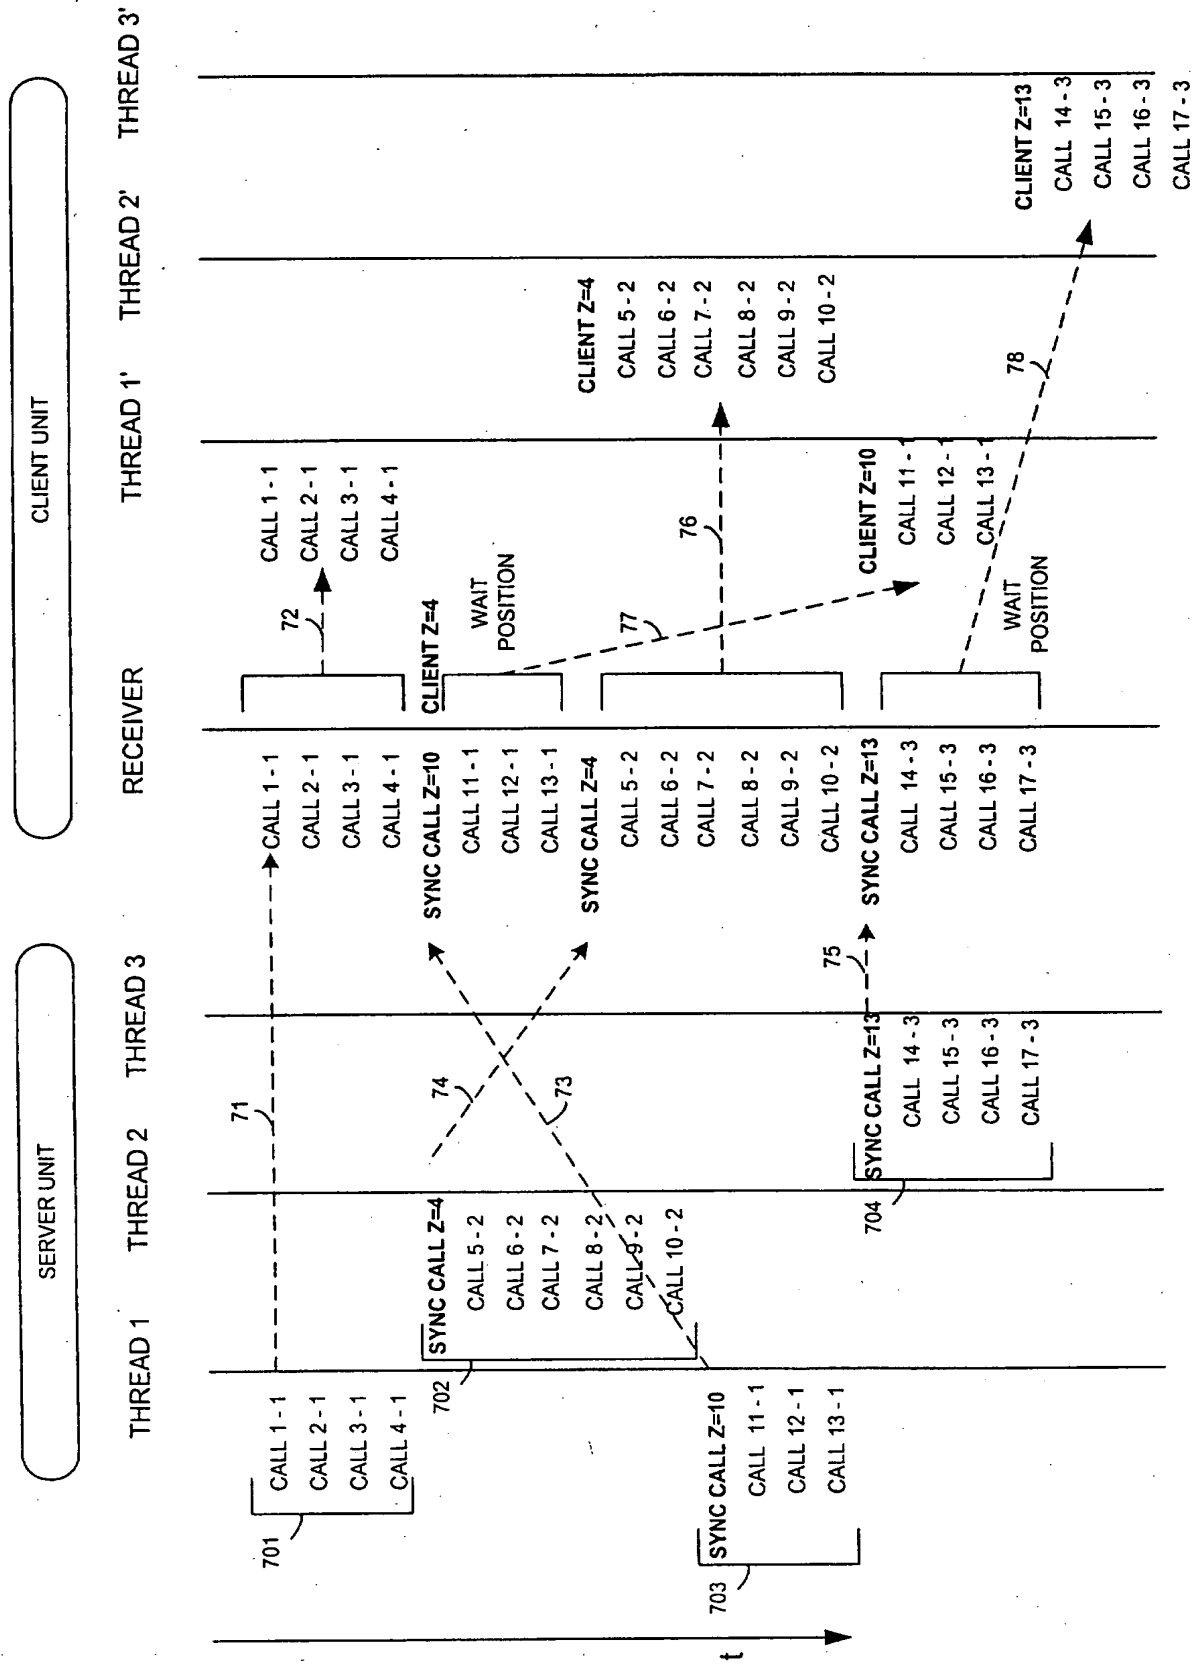 SERVER UNIT
CLIENT UNIT
THREAD 1
THREAD 2
THREAD 3
RECEIVER
THREAD 1'
THREAD 2'
THREAD 3'
t
701
CALL 1 - 1
CALL 2 - 1
CALL 3 - 1
CALL 4 - 1
703
SYNC CALL Z=10
CALL 11 - 1
CALL 12 - 1
CALL 13 - 1
702
SYNC CALL Z=4
CALL 5 - 2
CALL 6 - 2
CALL 7 - 2
CALL 8 - 2
CALL 9 - 2
CALL 10 - 2
704
SYNC CALL Z=13
CALL 14 - 3
CALL 15 - 3
CALL 16 - 3
CALL 17 - 3
71
74
73
75
CALL 1 - 1
CALL 2 - 1
CALL 3 - 1
CALL 4 - 1
SYNC CALL Z=10
CALL 11 - 1
CALL 12 - 1
CALL 13 - 1
SYNC CALL Z=4
CALL 5 - 2
CALL 6 - 2
CALL 7 - 2
CALL 8 - 2
CALL 9 - 2
CALL 10 - 2
SYNC CALL Z=13
CALL 14 - 3
CALL 15 - 3
CALL 16 - 3
CALL 17 - 3
72
CLIENT Z=4
WAIT
POSITION
77
76
WAIT
POSITION
78
CALL 1 - 1
CALL 2 - 1
CALL 3 - 1
CALL 4 - 1
CLIENT Z=10
CALL 11 - 1
CALL 12 - 1
CALL 13 - 1
CLIENT Z=4
CALL 5 - 2
CALL 6 - 2
CALL 7 - 2
CALL 8 - 2
CALL 9 - 2
CALL 10 - 2
CLIENT Z=13
CALL 14 - 3
CALL 15 - 3
CALL 16 - 3
CALL 17 - 3